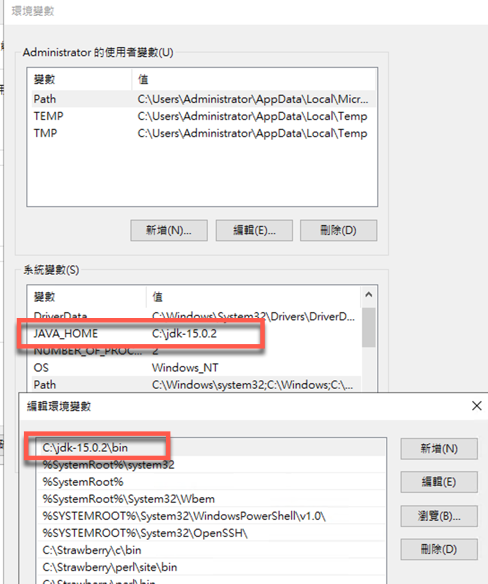 環境變數
Administrator 的使用者變數(U)
變數 值
Path C:\Users\Administrator\AppData\Local\Micr...
TEMP C:\Users\Administrator\AppData\Local\Temp
TMP C:\Users\Administrator\AppData\Local\Temp
新增(N)... 編輯(E)... 刪除(D)
系統變數(S)
變數 值
DriverData C:\Windows\System32\Drivers\DriverD...
JAVA_HOME C:\jdk-15.0.2
NUMBER_OF_PROC... 2
OS Windows_NT
Path C:\Windows\system32;C:\Windows;C:\...
編輯環境變數
C:\jdk-15.0.2\bin
新增(N)
%SystemRoot%\system32
%SystemRoot%
編輯(E)
%SystemRoot%\System32\Wbem
%SYSTEMROOT%\System32\WindowsPowerShell\v1.0\
瀏覽(B)...
%SYSTEMROOT%\System32\OpenSSH\
C:\Strawberry\c\bin
刪除(D)
C:\Strawberry\perl\site\bin
C:\Strawberry\perl\bin